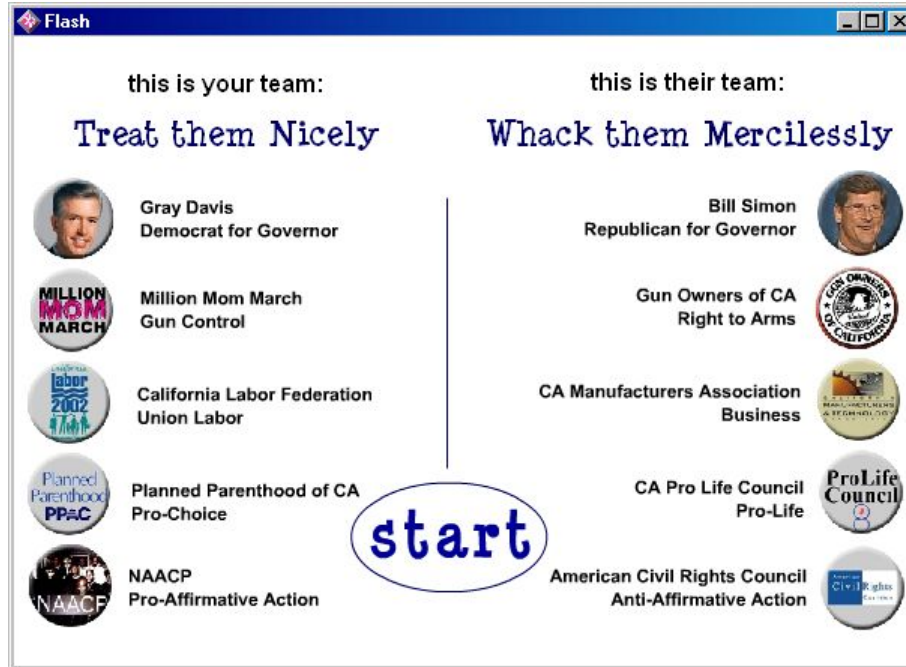 Flash
this is your team:
Treat them Nicely
Gray Davis
Democrat for Governor
MILLION
MOM
MARCH
Million Mom March
Gun Control
Labor
2002
California Labor Federation
Union Labor
Planned
Parenthood
PPAC
Planned Parenthood of CA
Pro-Choice
NAACP
NAACP
Pro-Affirmative Action
this is their team:
Whack them Mercilessly
Bill Simon
Republican for Governor
GUN OWNERS
OF CALIFORNIA
Gun Owners of CA
Right to Arms
CALIFORNIA
MANUFACTURERS
& TECHNOLOGY
CA Manufacturers Association
Business
ProLife
Council
CA Pro Life Council
Pro-Life
American
Civil Rights
Coalition
American Civil Rights Council
Anti-Affirmative Action
start